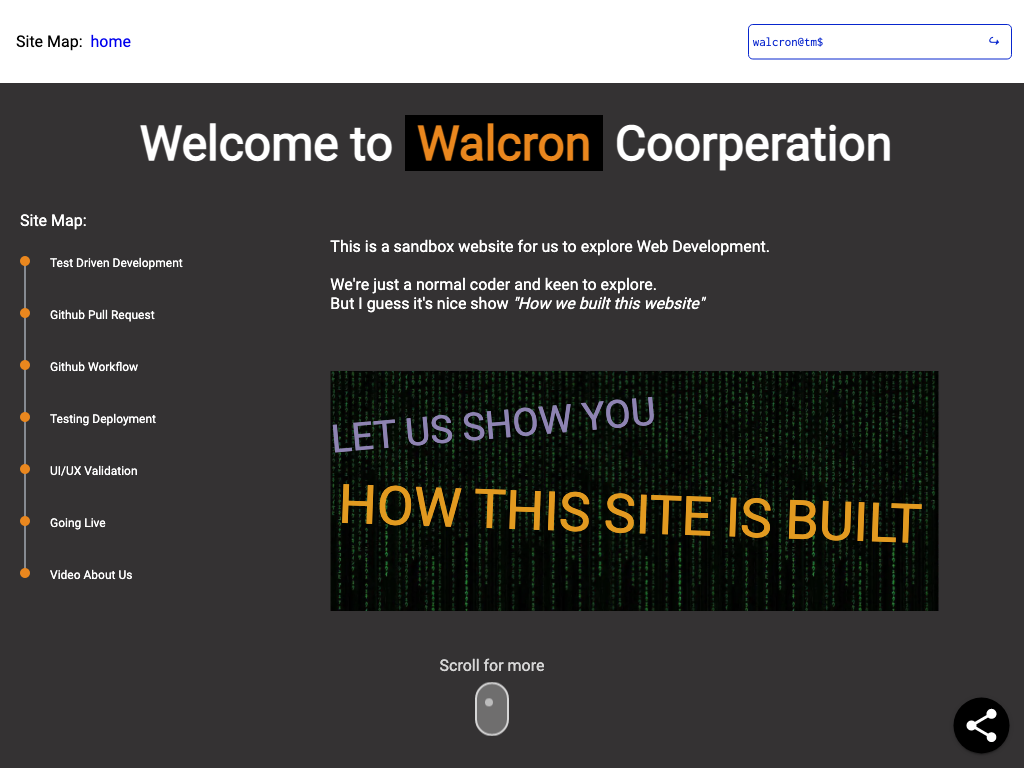 Site Map: home
walcron@tm$
Welcome to Walcron Coorperation
Site Map:
Test Driven Development
Github Pull Request
Github Workflow
Testing Deployment
UI/UX Validation
Going Live
Video About Us
This is a sandbox website for us to explore Web Development.
We're just a normal coder and keen to explore.
But I guess it's nice show "How we built this website"
LET US SHOW YOU
HOW THIS SITE IS BUILT
Scroll for more